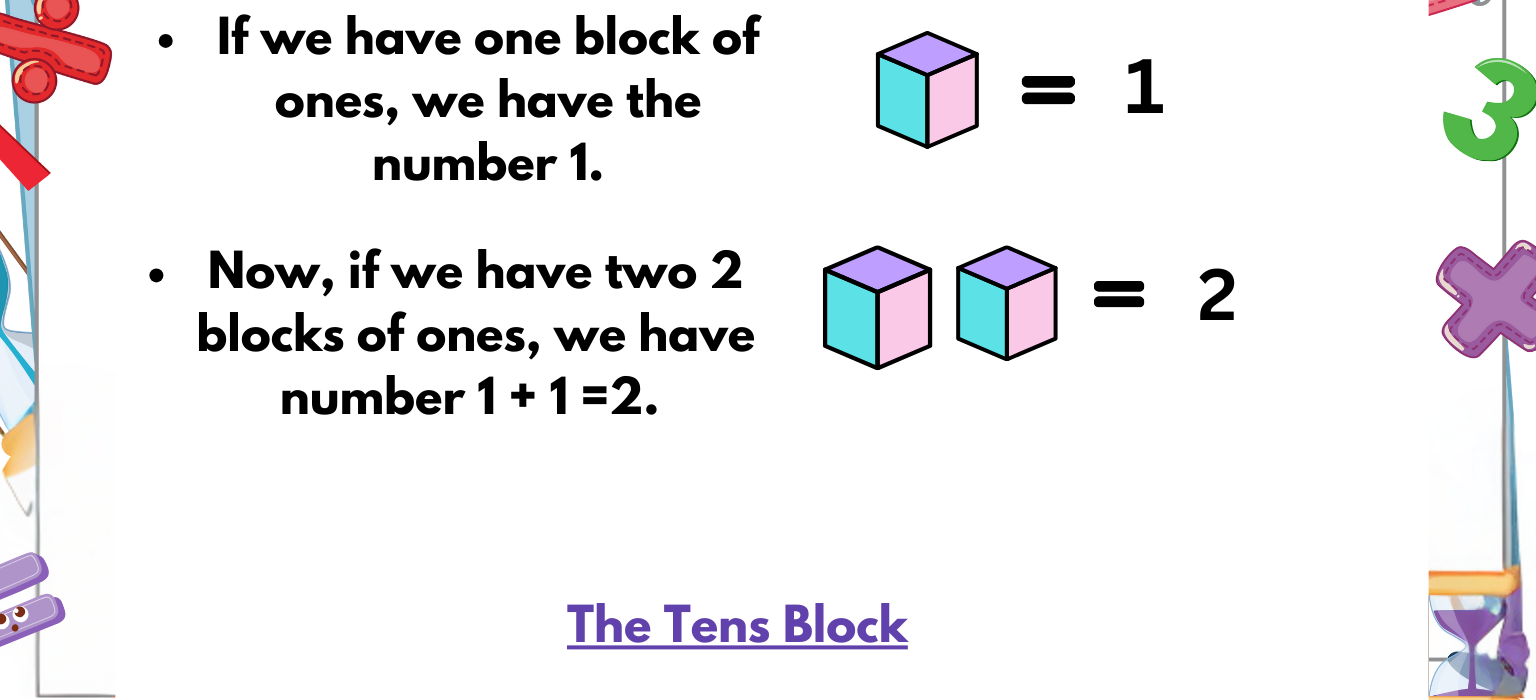 • If we have one block of
ones, we have the
number 1.
= 1
• Now, if we have two 2
blocks of ones, we have
number 1 + 1 =2.
= 2
The Tens Block
3